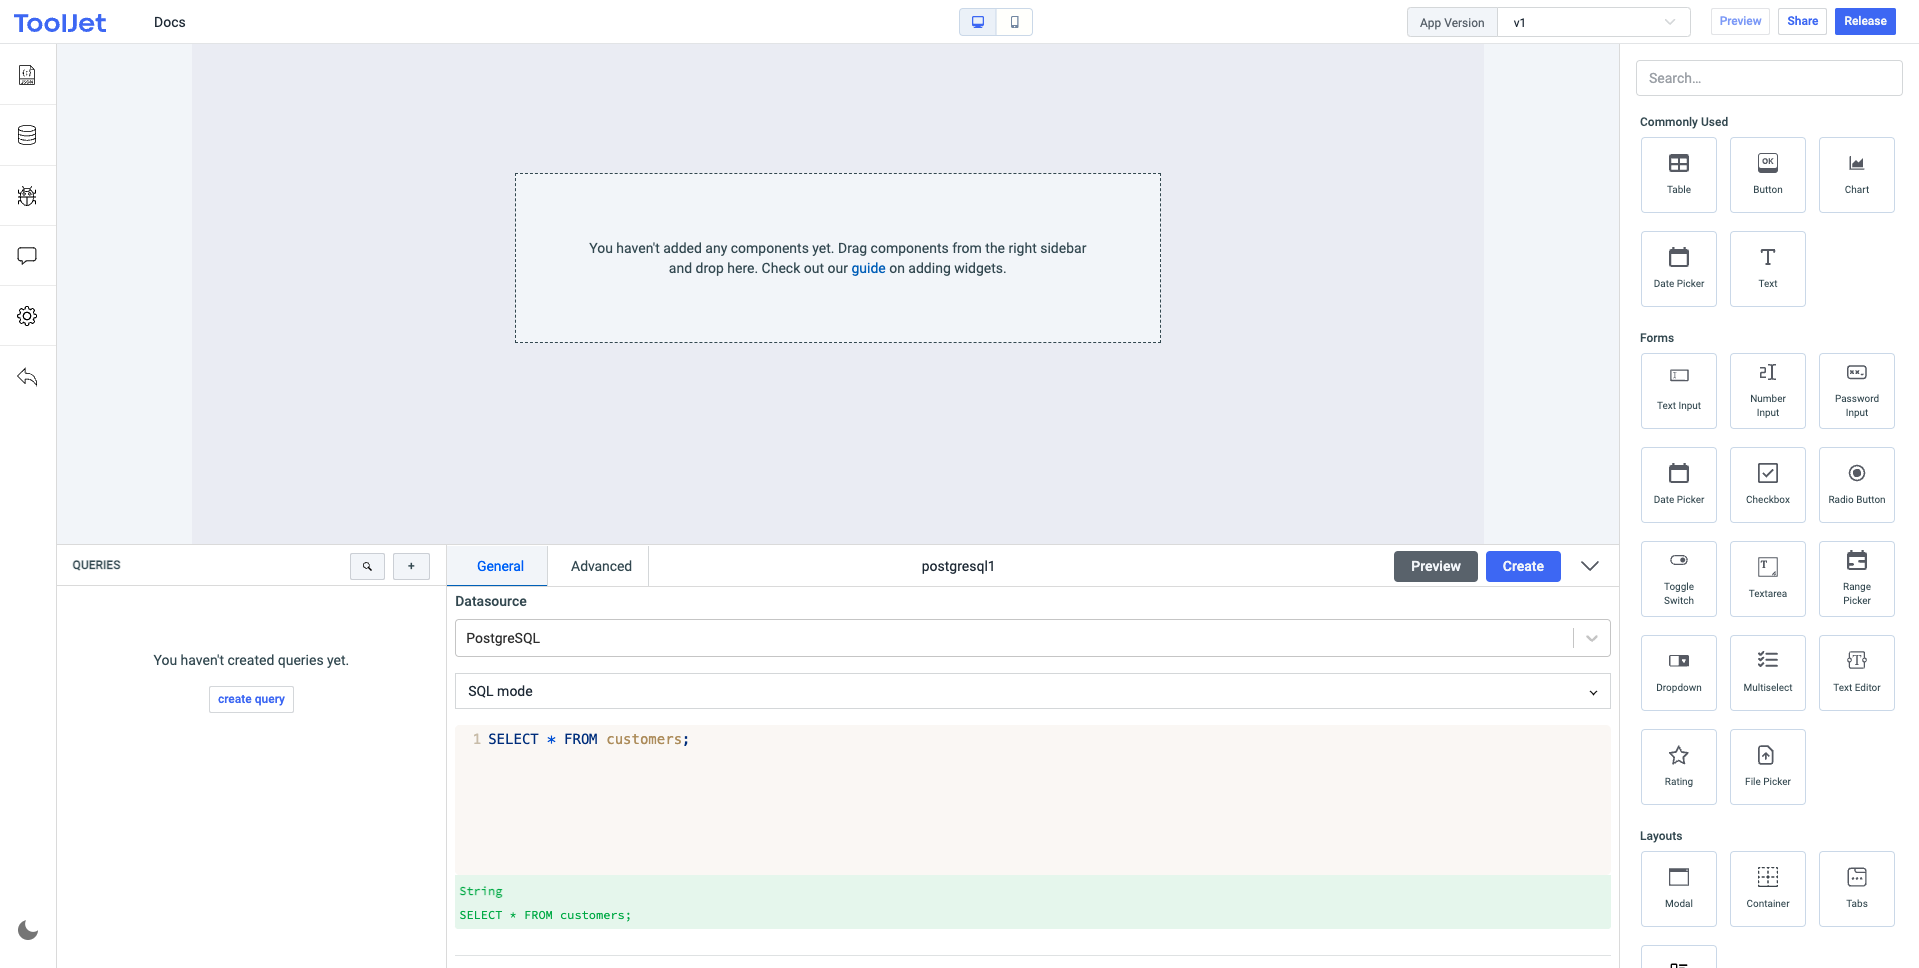 ToolJet
Docs
App Version
v1
Preview
Share
Release
You haven't added any components yet. Drag components from the right sidebar
and drop here. Check out our guide on adding widgets.
Search...
Commonly Used
Table
OK
Button
Chart
Date Picker
Text
Forms
Text Input
Number
Input
Password
Input
Date Picker
Checkbox
Radio Button
Toggle
Switch
Textarea
Range
Picker
Dropdown
Multiselect
Text Editor
Rating
File Picker
Layouts
Modal
Container
Tabs
QUERIES
+
You haven't created queries yet.
create query
General
Advanced
postgresql1
Preview
Create
Datasource
PostgreSQL
SQL mode
1 SELECT * FROM customers;
String
SELECT * FROM customers;